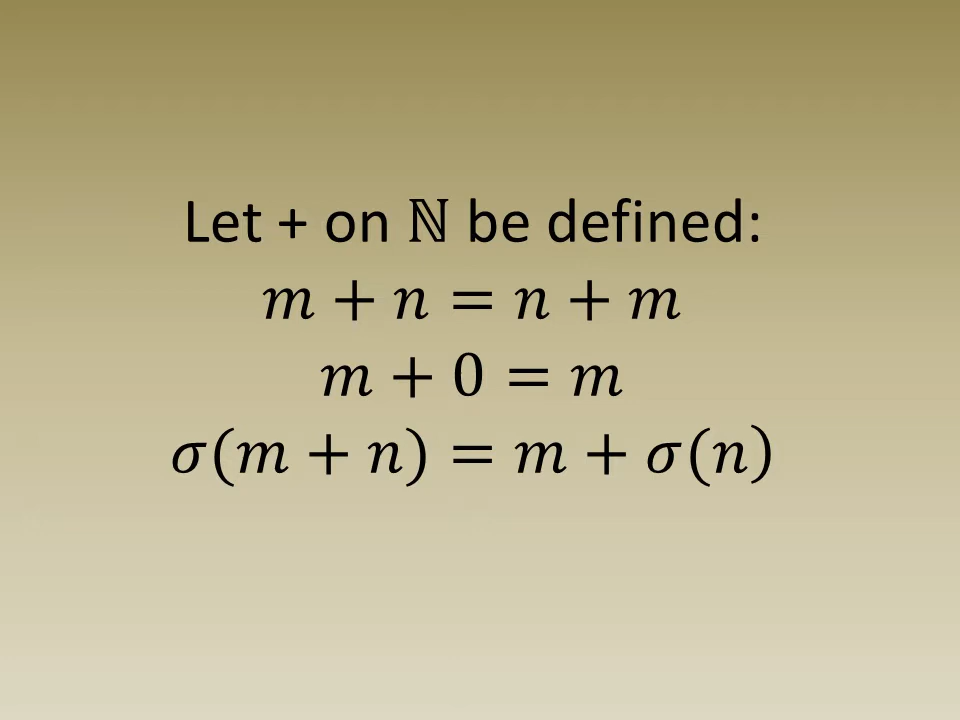 Let + on ℕ be defined:
𝑚 + 𝑛 = 𝑛 + 𝑚
𝑚 + 0 = 𝑚
𝜎(𝑚 + 𝑛) = 𝑚 + 𝜎(𝑛)